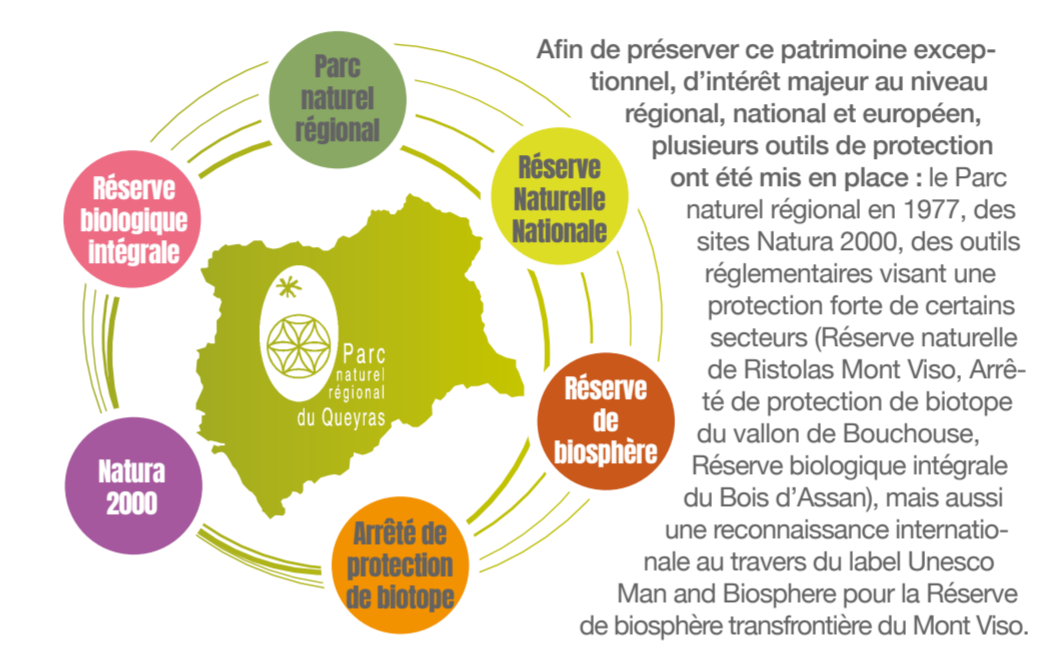 Parc
naturel
régional
Réserve
Naturelle
Nationale
Réserve
de
biosphère
Arrêté de
protection
de biotope
Natura
2000
Réserve
biologique
intégrale
Parc
naturel
régional
du Queyras
Afin de préserver ce patrimoine excep-
tionnel, d’intérêt majeur au niveau
régional, national et européen,
plusieurs outils de protection
ont été mis en place : le Parc
naturel régional en 1977, des
sites Natura 2000, des outils
réglementaires visant une
protection forte de certains
secteurs (Réserve naturelle
de Ristolas Mont Viso, Arrê-
té de protection de biotope
du vallon de Bouchouse,
Réserve biologique intégrale
du Bois d’Assan), mais aussi
une reconnaissance internatio-
nale au travers du label Unesco
Man and Biosphere pour la Réserve
de biosphère transfrontière du Mont Viso.